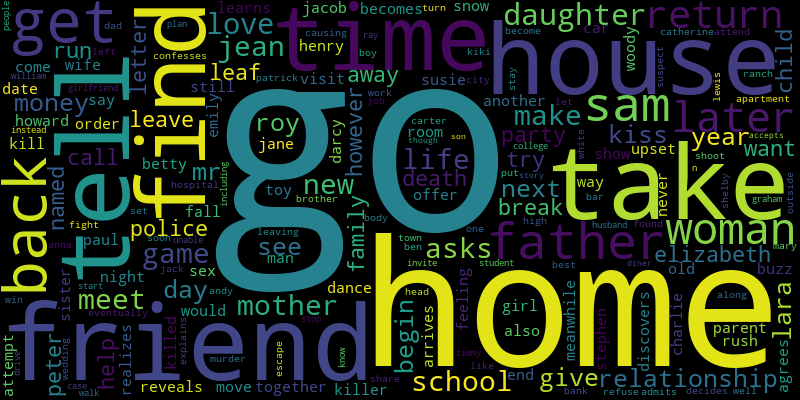 go
home
friend
time
house
take
find
tell
get
back
father
woman
sam
later
return
daughter
school
mother
new
roy
jean
love
leaf
money
run
letter
leave
call
named
howard
order
kill
date
come
wife
say
away
visit
henry
jacob
becomes
snow
susie
another
make
party
kiss
year
child
woody
car
catherine
attend
people
dad
plan
turn
causing
ray
boy
kiki
become
learns
confesses
left
william
girlfriend
instead
still
emily
patrick
work
job
city
stay
suspect
ranch
lewis
apartment
accepts
carter
let
white
though
son
room
life
death
offer
however
darcy
jane
toy
including
brother
try
next
break
show
upset
want
way
never
shoot
n
shelby
outside
graham
mary
college
put
story
bar
husband
found
elizabeth
old
buzz
lara
betty
mr
hospital
fall
police
paul
set
fight
anna
soon
unable
game
see
man
family
body
leaving
asks
high
one
town
ben
invite
student
begin
head
feeling
arrives
girl
also
best
diner
meanwhile
stephen
discovers
charlie
along
parent
rush
agrees
win
meet
sister
night
jack
sex
day
andy
would
dance
start
eventually
attempt
peter
wedding
drive
case
walk
help
realizes
killed
explains
reveals
murder
move
together
escape
stop
killer
know
share
timmy
like
end
give
bank
relationship
refuse
admits
decides
well